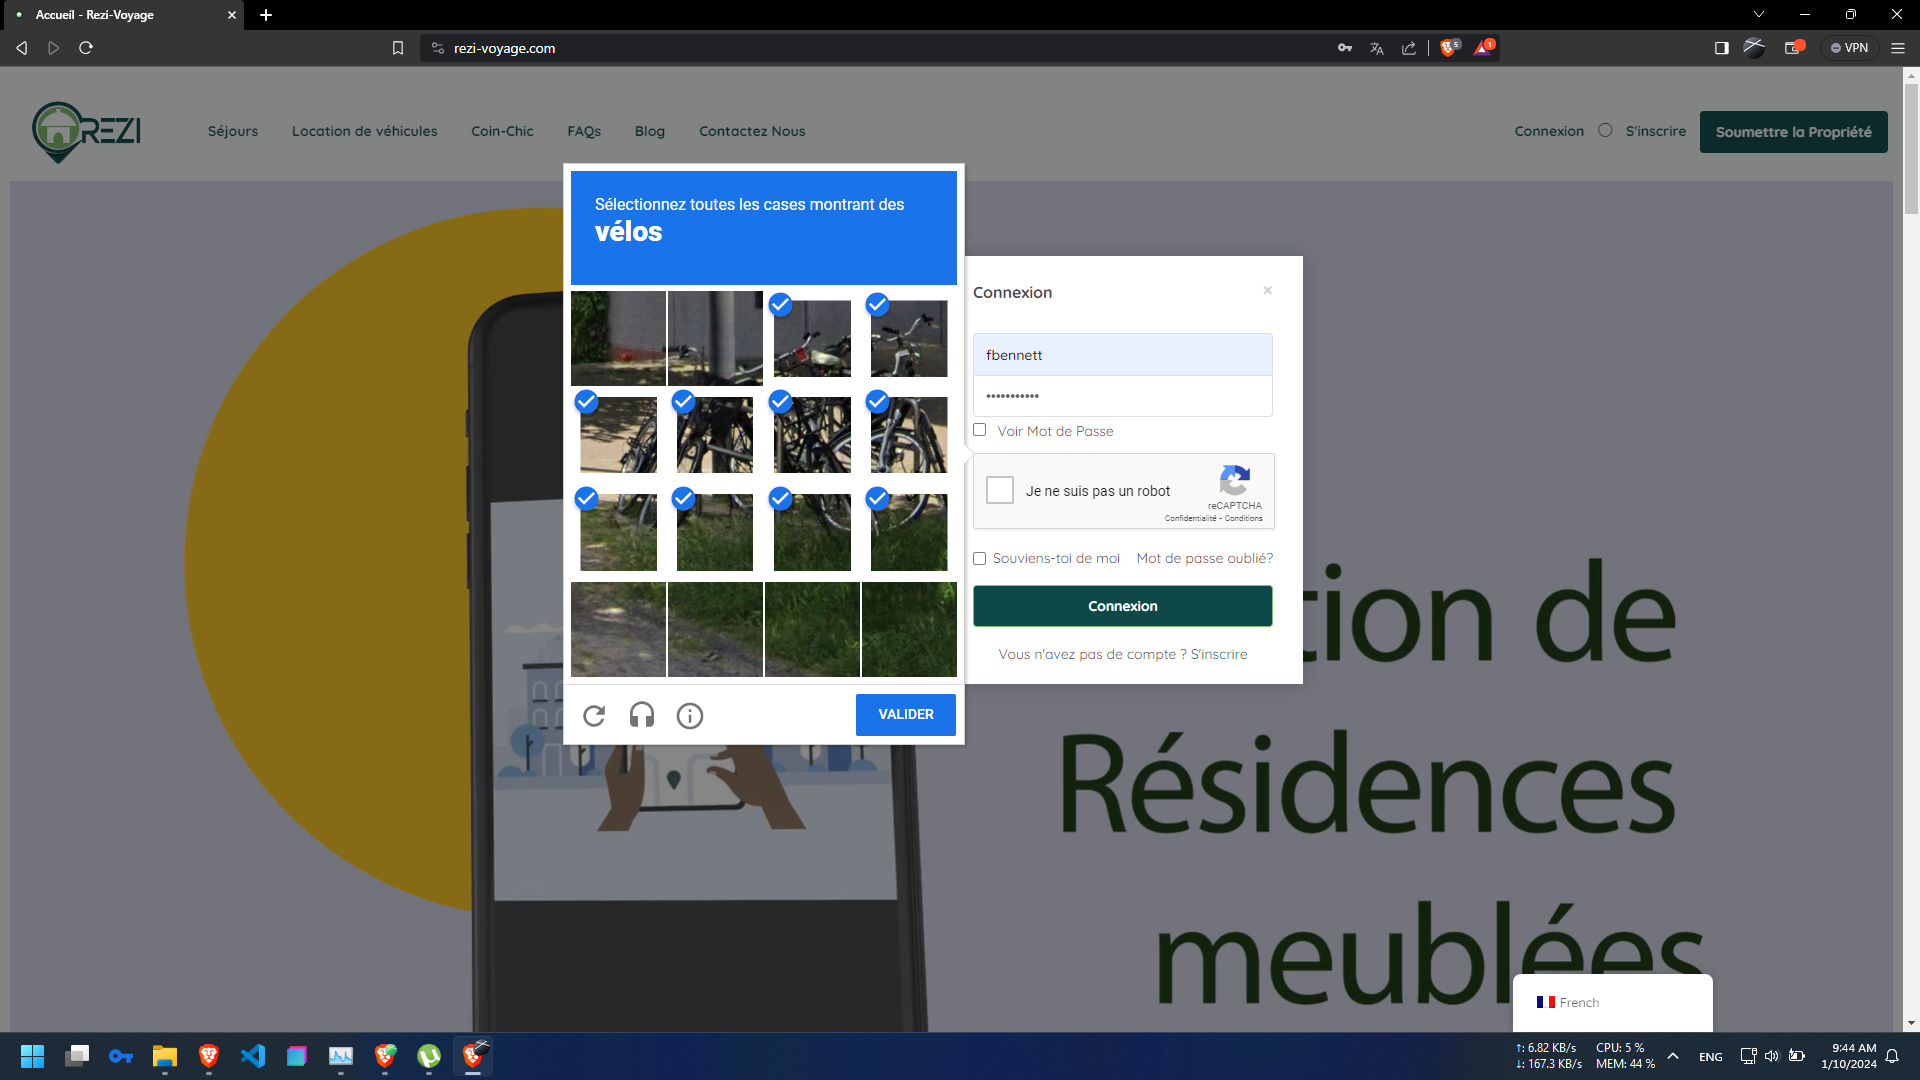 Accueil - Rezi-Voyage
rezi-voyage.com
5
1
VPN
REZI
Séjours
Location de véhicules
Coin-Chic
FAQs
Blog
Contactez Nous
Connexion
S'inscrire
Soumettre la Propriété
Sélectionnez toutes les cases montrant des
vélos
VALIDER
Connexion
fbennett
•••••••••••
Voir Mot de Passe
Je ne suis pas un robot
reCAPTCHA
Confidentialité - Conditions
Souviens-toi de moi
Mot de passe oublié?
Connexion
Vous n'avez pas de compte ? S'inscrire
tion de
Résidences
meublées
French
↑: 6.82 KB/s
↓: 167.3 KB/s
CPU: 5 %
MEM: 44 %
ENG
9:44 AM
1/10/2024